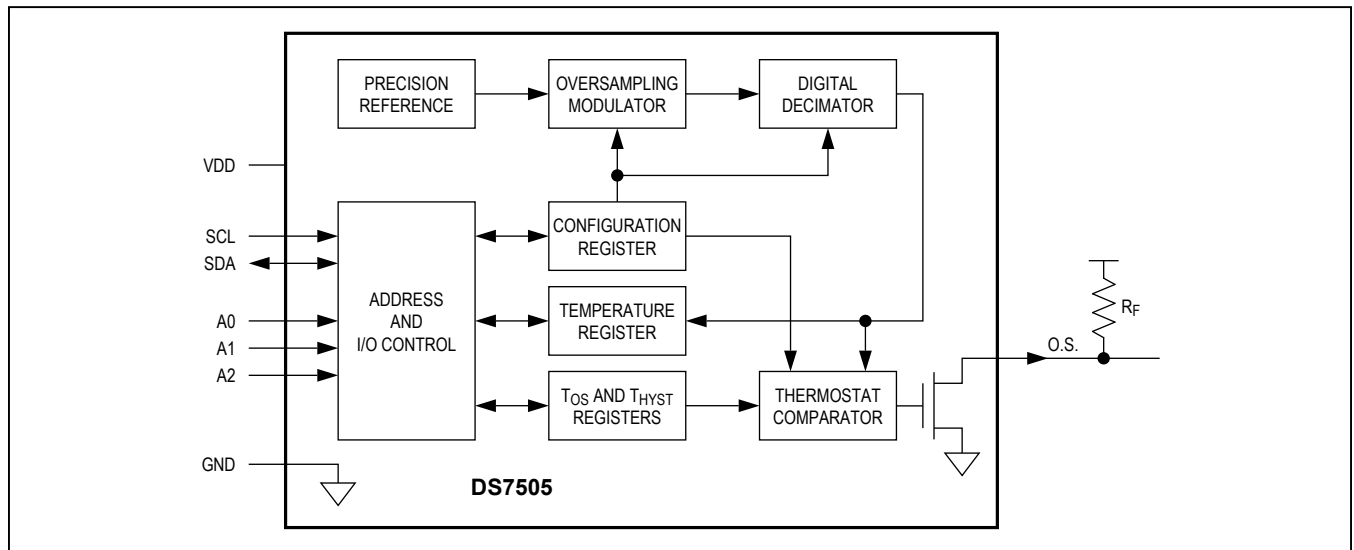 PRECISION
REFERENCE
OVERSAMPLING
MODULATOR
DIGITAL
DECIMATOR
VDD
SCL
SDA
A0
A1
A2
GND
ADDRESS
AND
I/O CONTROL
CONFIGURATION
REGISTER
TEMPERATURE
REGISTER
TOS AND THYST
REGISTERS
THERMOSTAT
COMPARATOR
O.S.
RF
DS7505